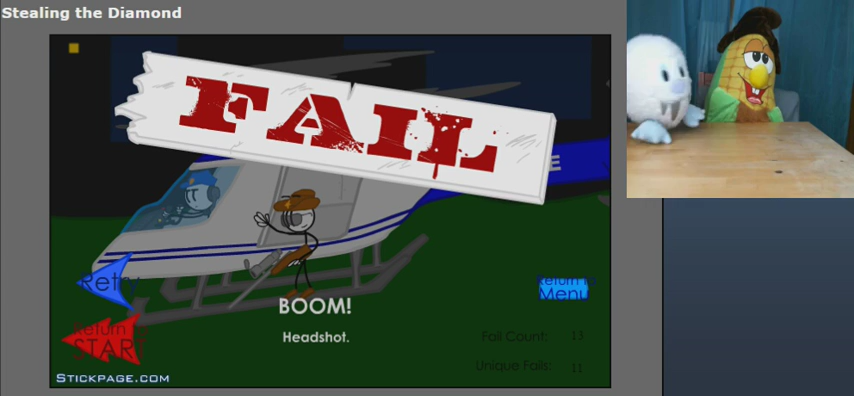 Stealing the Diamond
FAIL
E
Retry
Return to
Menu
BOOM!
Return
START
Headshot.
Fail Count: 13
Unique Fails: 11
STICKPAGE.COM